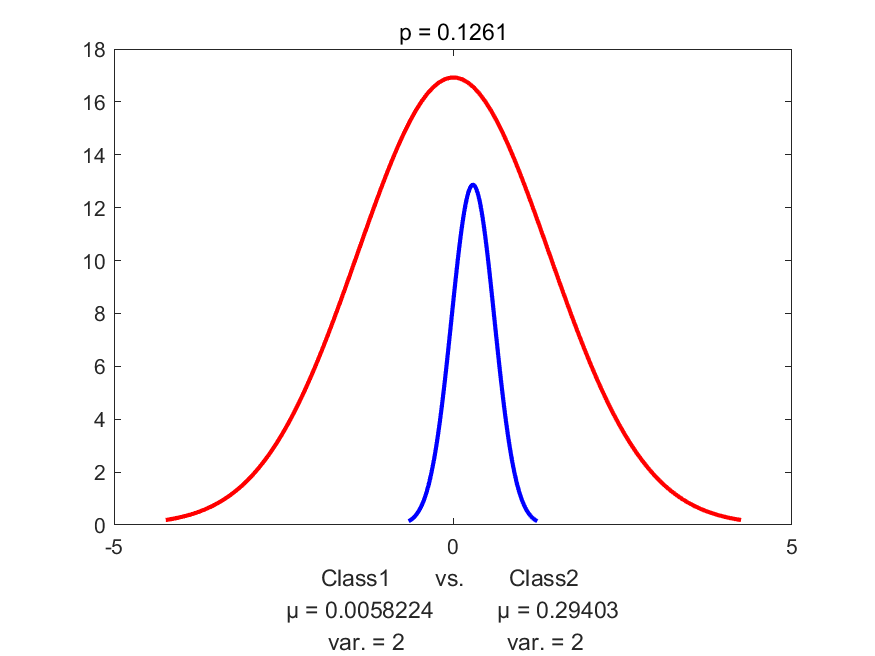 p = 0.1261
18
16
14
12
10
8
6
4
2
0
-5 0 5
Class1 vs. Class2
μ = 0.0058224 μ = 0.29403
var. = 2 var. = 2